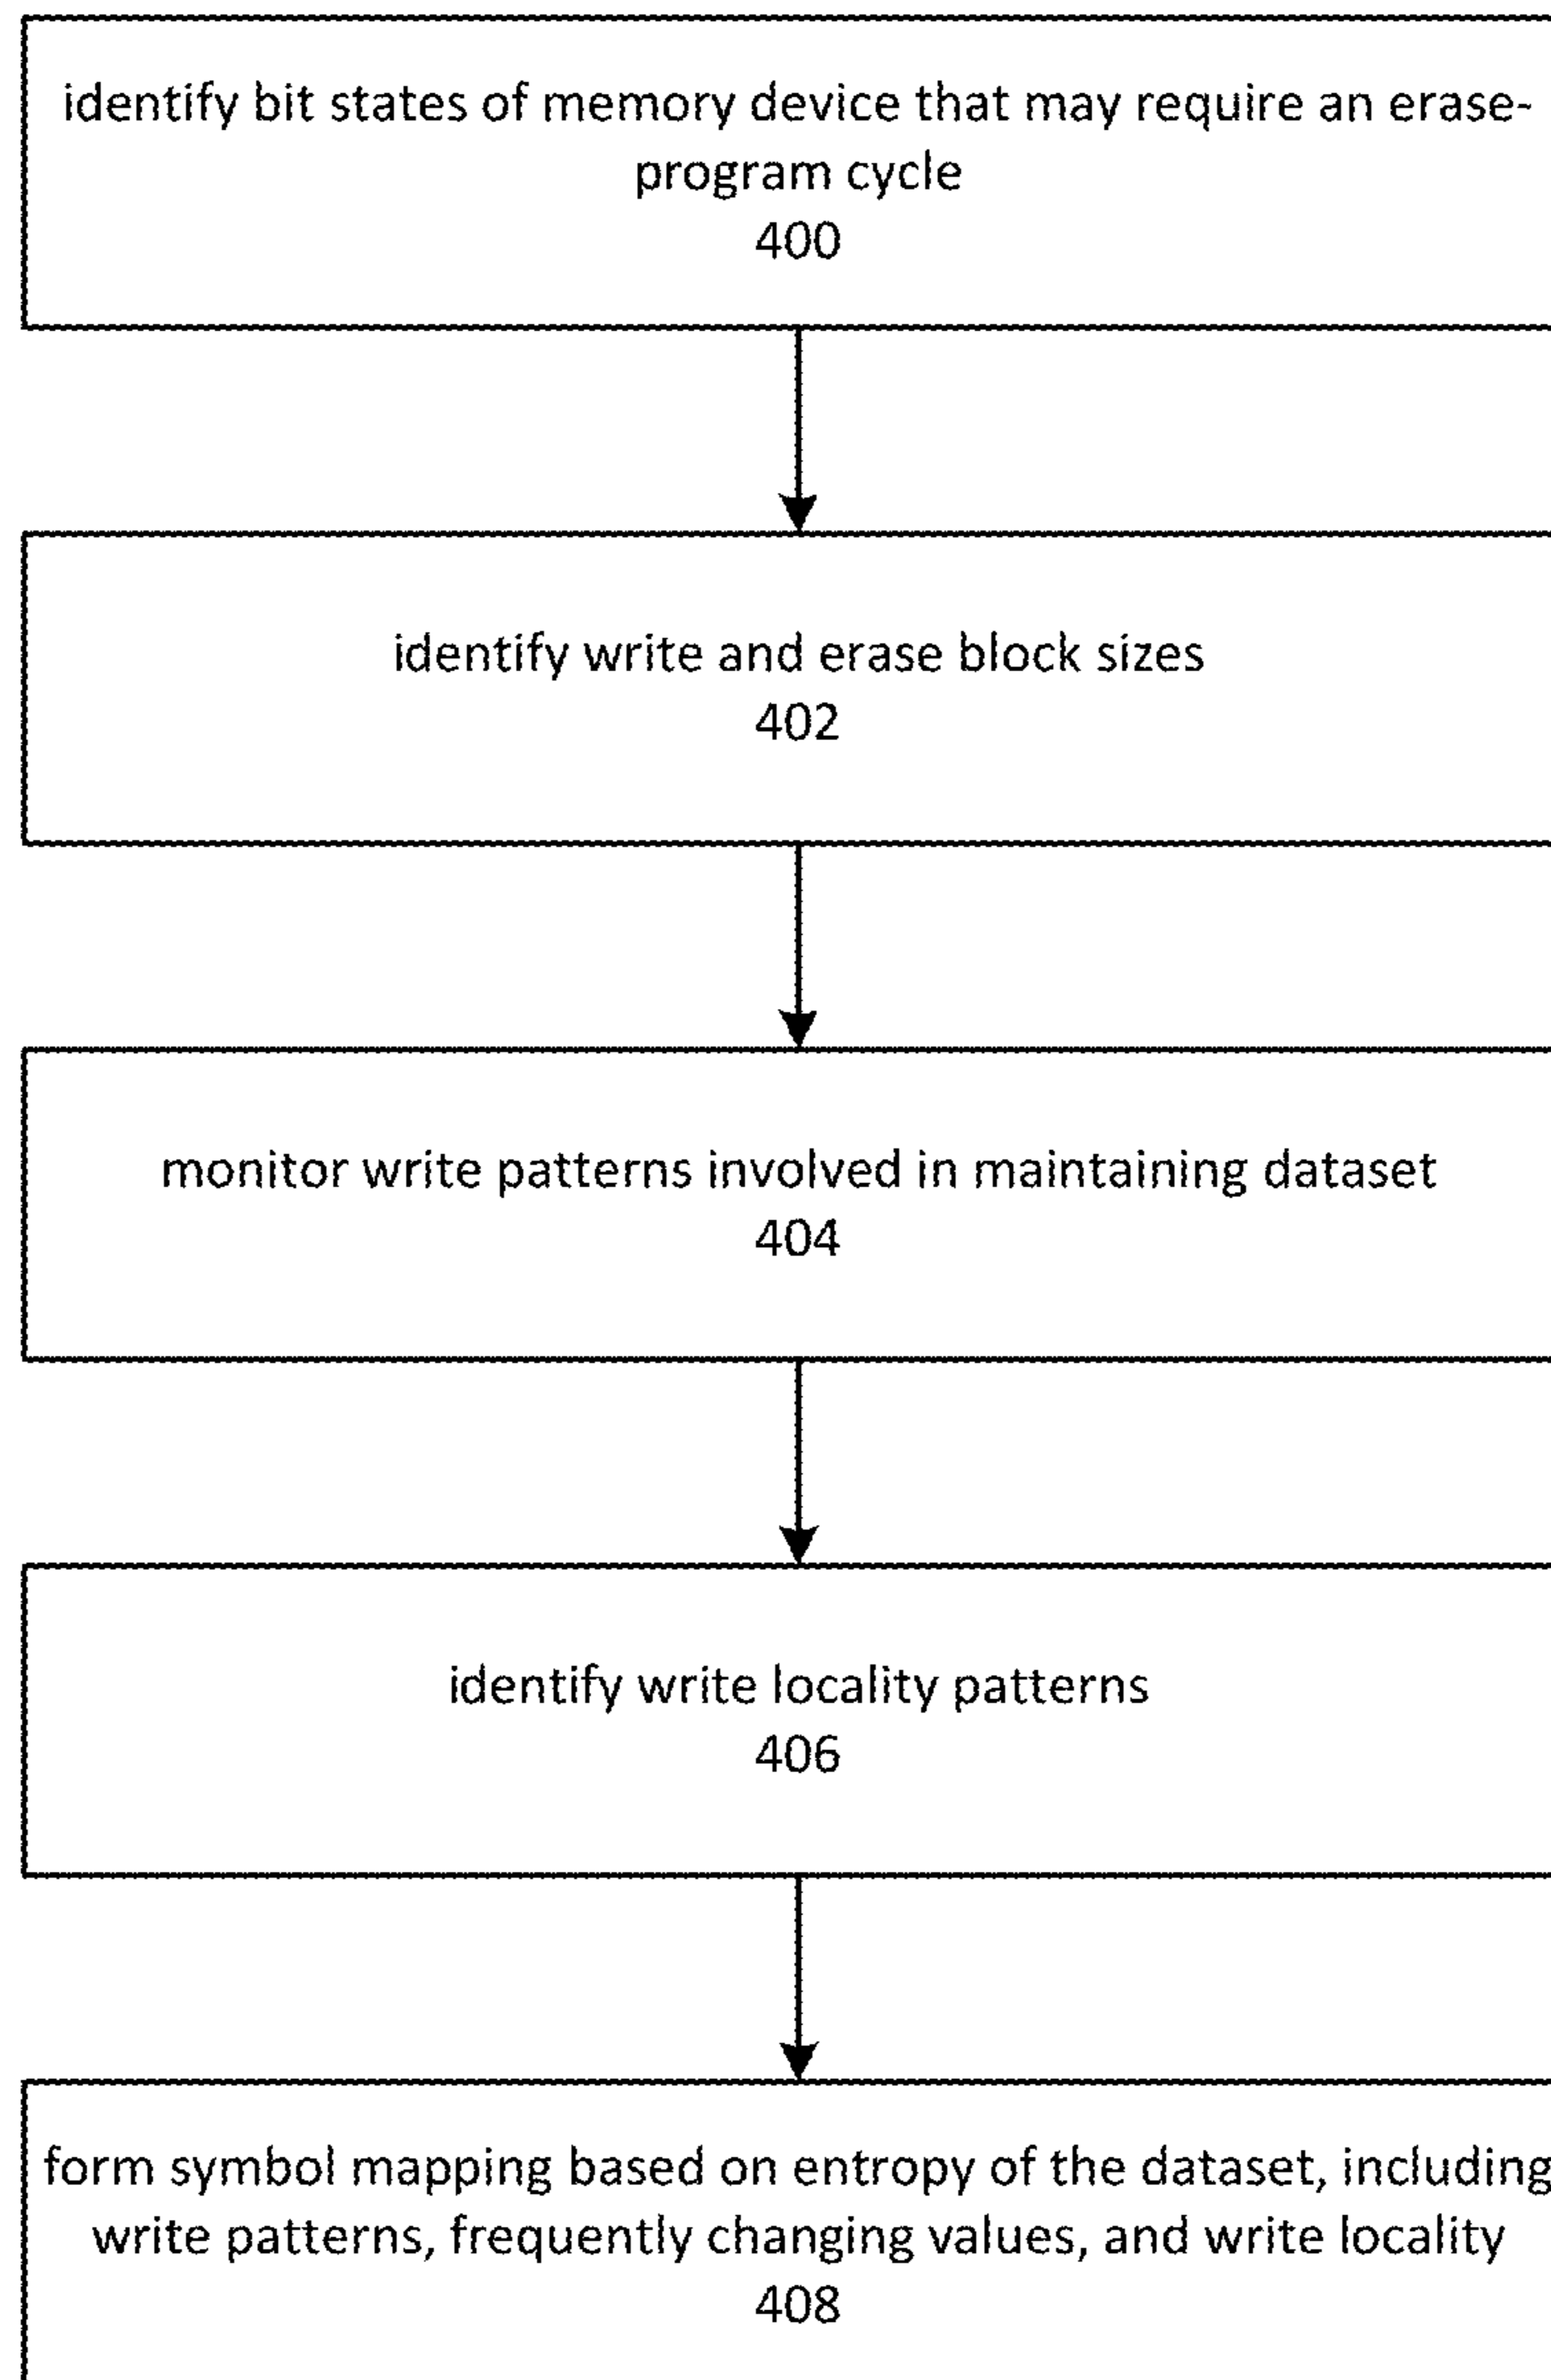 identify bit states of memory device that may require an erase-
program cycle
400
identify write and erase block sizes
402
monitor write patterns involved in maintaining dataset
404
identify write locality patterns
406
form symbol mapping based on entropy of the dataset, including
write patterns, frequently changing values, and write locality
408